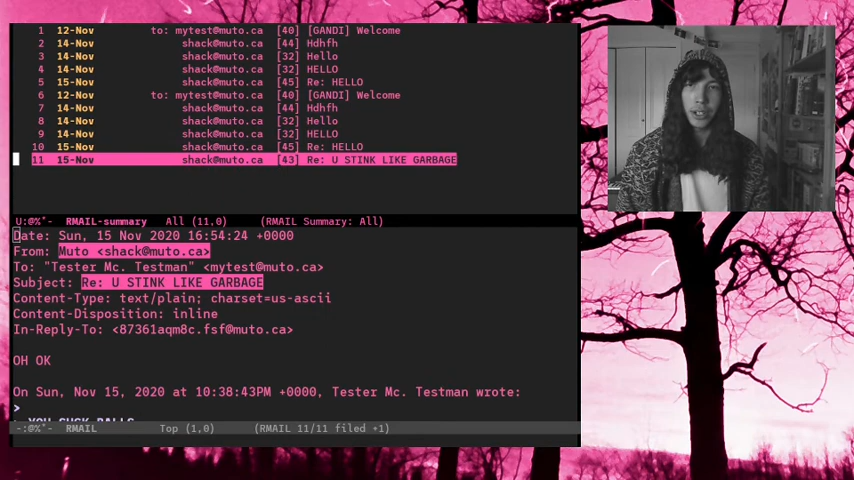 1 12-Nov to: mytest@muto.ca [40] [GANDI] Welcome
2 14-Nov shack@muto.ca [44] Hdhfh
3 14-Nov shack@muto.ca [32] Hello
4 14-Nov shack@muto.ca [32] HELLO
5 15-Nov shack@muto.ca [45] Re: HELLO
6 12-Nov to: mytest@muto.ca [40] [GANDI] Welcome
7 14-Nov shack@muto.ca [44] Hdhfh
8 14-Nov shack@muto.ca [32] Hello
9 14-Nov shack@muto.ca [32] HELLO
10 15-Nov shack@muto.ca [45] Re: HELLO
11 15-Nov shack@muto.ca [43] Re: U STINK LIKE GARBAGE
U:@%*- RMAIL-summary All (11,0) (RMAIL Summary: All)
Date: Sun, 15 Nov 2020 16:54:24 +0000
From: Muto <shack@muto.ca>
To: "Tester Mc. Testman" <mytest@muto.ca>
Subject: Re: U STINK LIKE GARBAGE
Content-Type: text/plain; charset=us-ascii
Content-Disposition: inline
In-Reply-To: <87361aqm8c.fsf@muto.ca>
OH OK
On Sun, Nov 15, 2020 at 10:38:43PM +0000, Tester Mc. Testman wrote:
>
YOU SUCK BALLS
-:@%*- RMAIL Top (1,0) (RMAIL 11/11 filed +1)